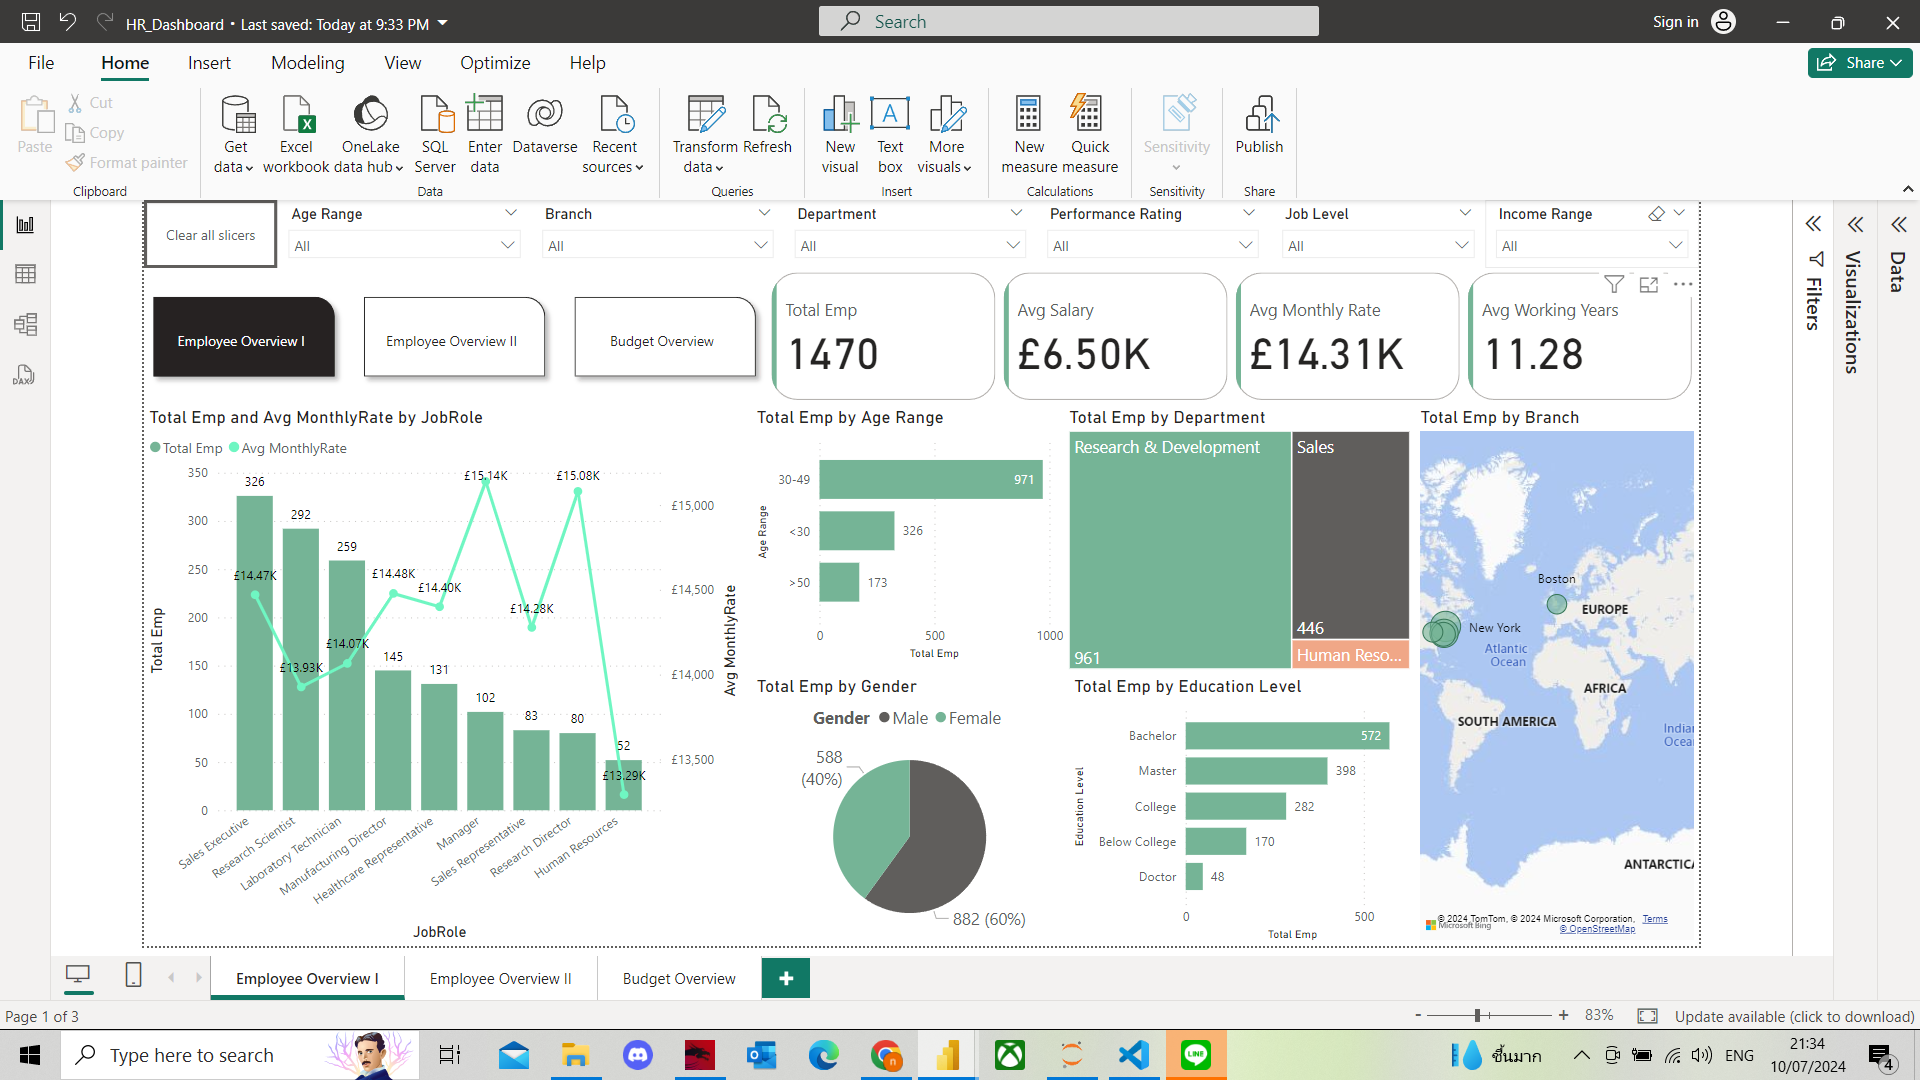 HR_Dashboard • Last saved: Today at 9:33 PM
Search
Sign in
File
Home
Insert
Modeling
View
Optimize
Help
Share
Paste
Cut
Copy
Format painter
Clipboard
Get data
Excel workbook
OneLake data hub
SQL Server
Enter data
Dataverse
Recent sources
Data
Transform data
Refresh
Queries
New visual
Text box
More visuals
Insert
New measure
Quick measure
Calculations
Sensitivity
Sensitivity
Publish
Share
Clear all slicers
Age Range
All
Branch
All
Department
All
Performance Rating
All
Job Level
All
Income Range
All
Filters
Visualizations
Data
Employee Overview I
Employee Overview II
Budget Overview
Total Emp
1470
Avg Salary
£6.50K
Avg Monthly Rate
£14.31K
Avg Working Years
11.28
Total Emp and Avg MonthlyRate by JobRole
Total Emp
Avg MonthlyRate
350
300
250
200
150
100
50
0
Total Emp
326
292
259
145
131
102
83
80
52
£14.47K
£13.93K
£14.07K
£14.48K
£14.40K
£15.14K
£14.28K
£15.08K
£13.29K
£15,000
£14,500
£14,000
£13,500
Avg MonthlyRate
Sales Executive
Research Scientist
Laboratory Technician
Manufacturing Director
Healthcare Representative
Manager
Sales Representative
Research Director
Human Resources
JobRole
Total Emp by Age Range
Age Range
30-49
971
<30
326
>50
173
0
500
1000
Total Emp
Total Emp by Department
Research & Development
961
Sales
446
Human Reso...
Total Emp by Branch
Boston
EUROPE
New York
Atlantic
Ocean
AFRICA
SOUTH AMERICA
Indian
Ocean
ANTARCTICA
© 2024 TomTom, © 2024 Microsoft Corporation,
Terms
Microsoft Bing
© OpenStreetMap
Total Emp by Gender
Gender
Male
Female
588
(40%)
882 (60%)
Total Emp by Education Level
Education Level
Bachelor
572
Master
398
College
282
Below College
170
Doctor
48
0
500
Total Emp
Employee Overview I
Employee Overview II
Budget Overview
+
Page 1 of 3
- + 83%
Update available (click to download)
Type here to search
DAX
LINE
ชื้นมาก
ENG
21:34
10/07/2024
4